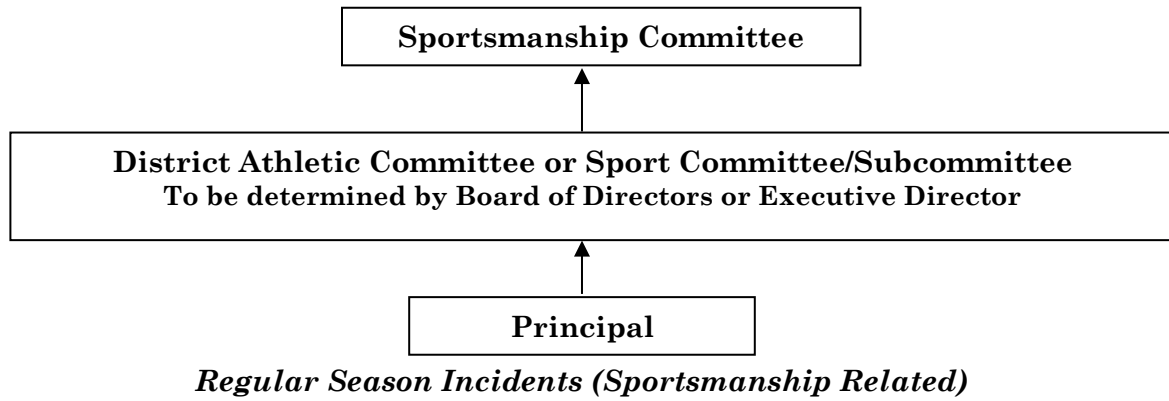 Sportsmanship Committee
District Athletic Committee or Sport Committee/Subcommittee
To be determined by Board of Directors or Executive Director
Principal
Regular Season Incidents (Sportsmanship Related)